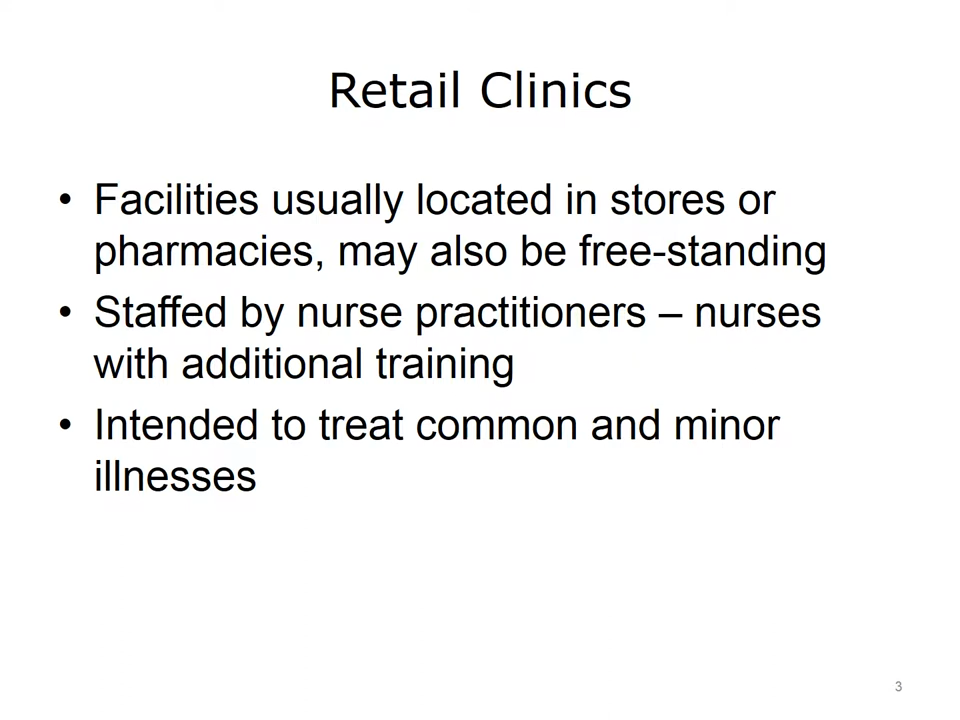 Retail Clinics
• Facilities usually located in stores or
pharmacies, may also be free-standing
• Staffed by nurse practitioners – nurses
with additional training
• Intended to treat common and minor
illnesses
3